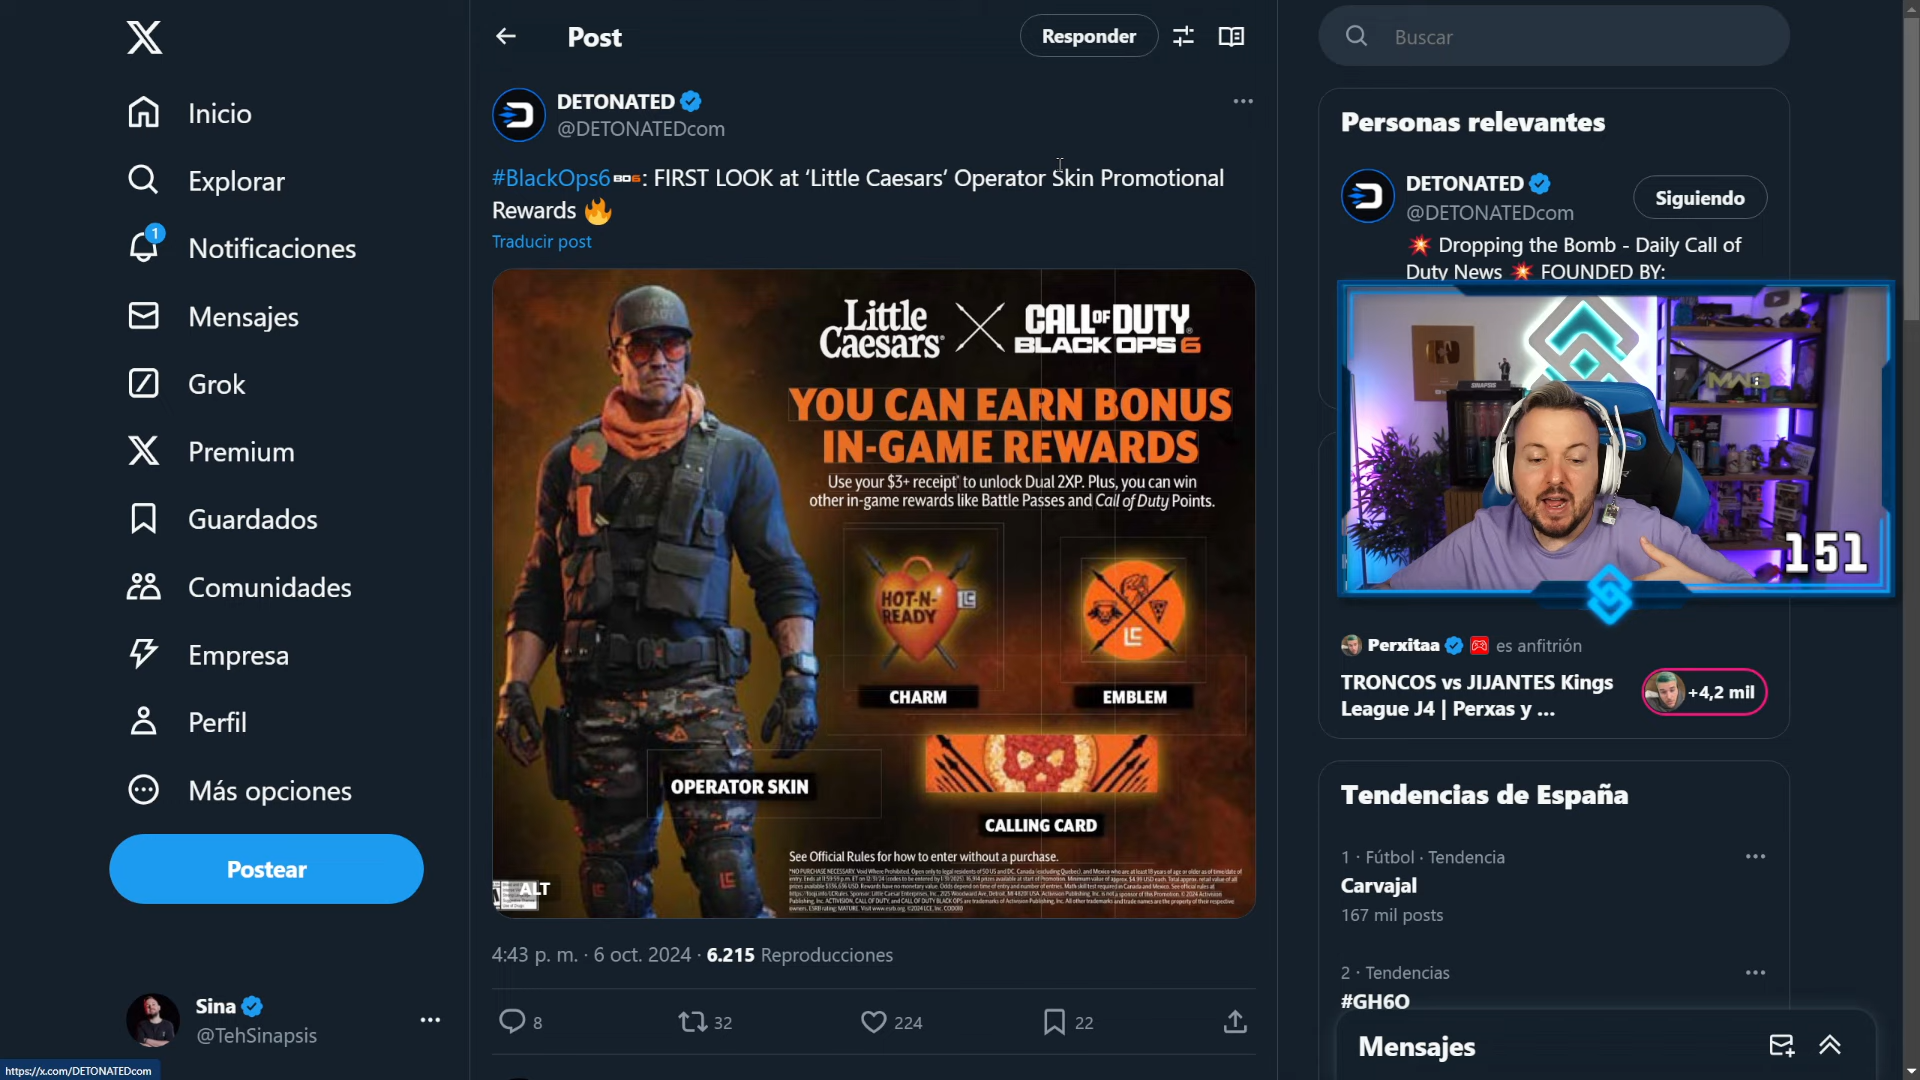 Inicio
Explorar
1
Notificaciones
Mensajes
Grok
Premium
Guardados
Comunidades
Empresa
Perfil
Más opciones
Postear
Sina
@TehSinapsis
https://x.com/DETONATEDcom
Post
Responder
DETONATED
@DETONATEDcom
#BlackOps6 BO6: FIRST LOOK at ‘Little Caesars‘ Operator Skin Promotional
Rewards 🔥
Traducir post
Little
Caesars
CALL OF DUTY
BLACK OPS 6
YOU CAN EARN BONUS
IN-GAME REWARDS
Use your $3+ receipt* to unlock Dual 2XP. Plus, you can win
other in-game rewards like Battle Passes and Call of Duty Points.
HOT-N-
READY
LC
LC
CHARM
EMBLEM
OPERATOR SKIN
CALLING CARD
See Official Rules for how to enter without a purchase.
ALT
4:43 p. m. · 6 oct. 2024 · 6.215 Reproducciones
8
32
224
22
Buscar
Personas relevantes
DETONATED
@DETONATEDcom
Siguiendo
💥 Dropping the Bomb - Daily Call of
Duty News 💥 FOUNDED BY:
151
Perxitaa es anfitrión
TRONCOS vs JIJANTES Kings
League J4 | Perxas y ...
+4,2 mil
Tendencias de España
1 · Fútbol · Tendencia
Carvajal
167 mil posts
2 · Tendencias
#GH6O
Mensajes